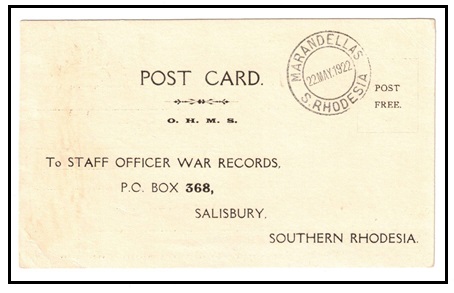 POST CARD.
O. H. M. S.
MARANDELLAS
22 MAY. 1922
S. RHODESIA
POST
FREE.
To STAFF OFFICER WAR RECORDS,
P.O. BOX 368,
SALISBURY,
SOUTHERN RHODESIA.